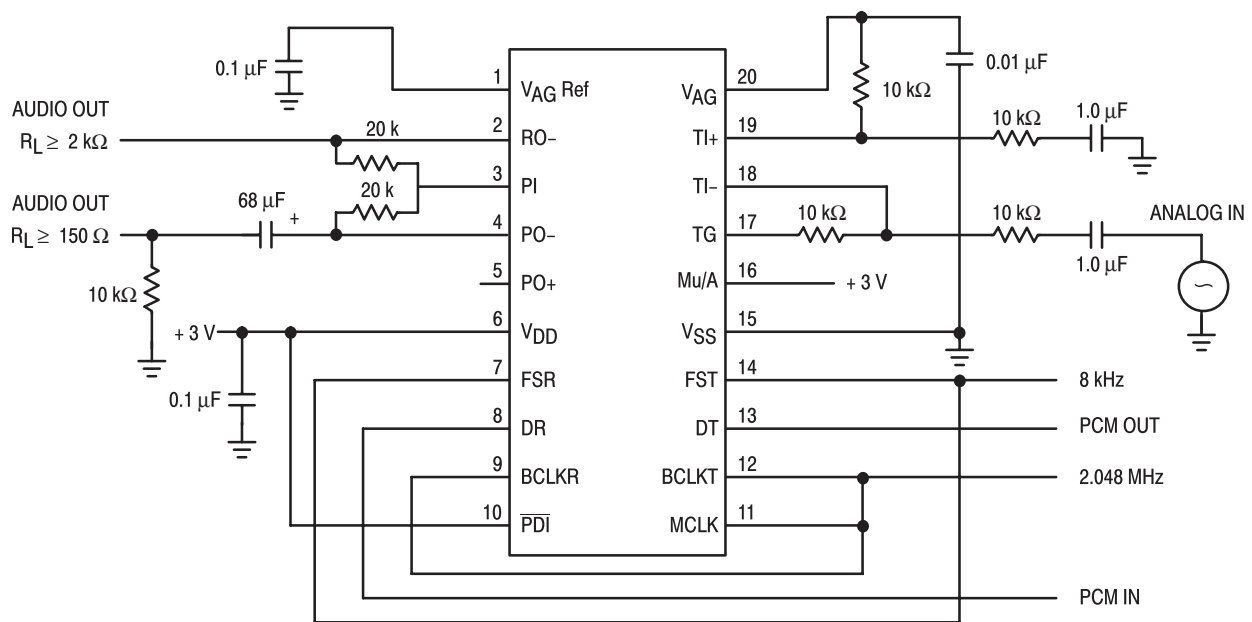 0.1 μF
AUDIO OUT
RL ≥ 2 kΩ
20 k
20 k
AUDIO OUT
RL ≥ 150 Ω
68 μF
+
10 kΩ
+ 3 V
0.1 μF
1 VAG Ref
2 RO–
3 PI
4 PO–
5 PO+
6 VDD
7 FSR
8 DR
9 BCLKR
10 PDI
VAG 20
TI+ 19
TI– 18
TG 17
Mu/A 16
VSS 15
FST 14
DT 13
BCLKT 12
MCLK 11
10 kΩ
0.01 μF
10 kΩ
1.0 μF
10 kΩ
10 kΩ
1.0 μF
ANALOG IN
+ 3 V
8 kHz
PCM OUT
2.048 MHz
PCM IN